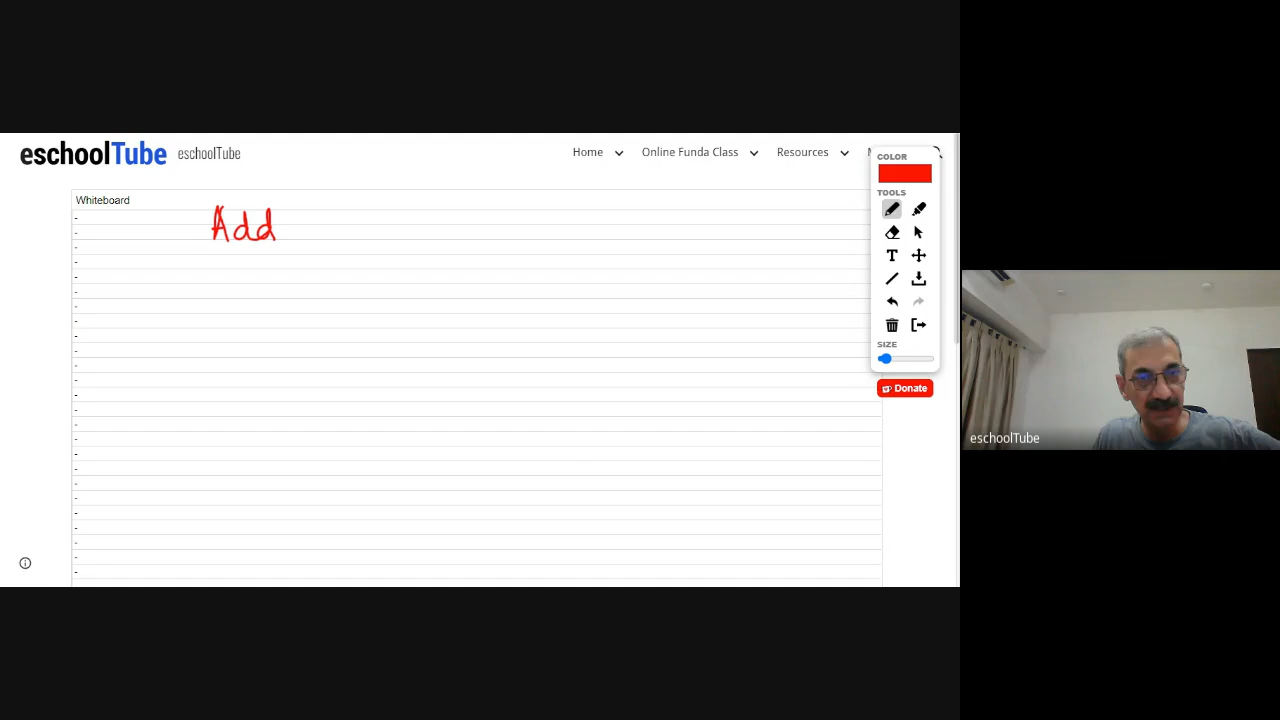 eschoolTube eschoolTube Home Online Funda Class Resources
COLOR
Whiteboard
TOOLS
Add
SIZE
Donate
eschoolTube